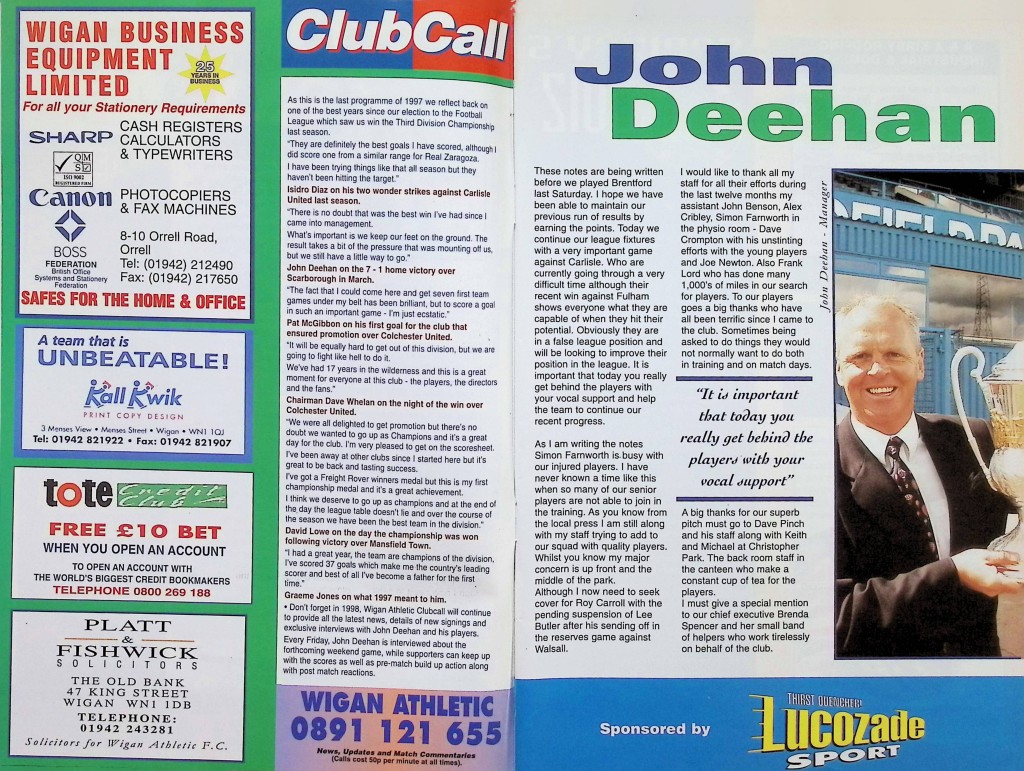 WIGAN BUSINESS
EQUIPMENT
LIMITED
25
YEARS IN
BUSINESS
For all your Stationery Requirements
SHARP
CASH REGISTERS
CALCULATORS
& TYPEWRITERS
QM
S
ISO 9002
REGISTERED FIRM
Canon
PHOTOCOPIERS
& FAX MACHINES
BOSS
FEDERATION
British Office
Systems and Stationery
Federation
8-10 Orrell Road,
Orrell
Tel: (01942) 212490
Fax: (01942) 217650
SAFES FOR THE HOME & OFFICE
A team that is
UNBEATABLE!
Kall Kwik
PRINT COPY DESIGN
3 Menses View • Menses Street • Wigan • WN1 1QJ
Tel: 01942 821922 • Fax: 01942 821907
tote
Credit
Club
FREE £10 BET
WHEN YOU OPEN AN ACCOUNT
TO OPEN AN ACCOUNT WITH
THE WORLD'S BIGGEST CREDIT BOOKMAKERS
TELEPHONE 0800 269 188
PLATT
&
FISHWICK
SOLICITORS
THE OLD BANK
47 KING STREET
WIGAN WN1 1DB
TELEPHONE:
01942 243281
Solicitors for Wigan Athletic F.C.
ClubCall
As this is the last programme of 1997 we reflect back on
one of the best years since our election to the Football
League which saw us win the Third Division Championship
last season.
"They are definitely the best goals I have scored, although I
did score one from a similar range for Real Zaragoza.
I have been trying things like that all season but they
haven't been hitting the target."
Isidro Diaz on his two wonder strikes against Carlisle
United last season.
"There is no doubt that was the best win I've had since I
came into management.
What's important is we keep our feet on the ground. The
result takes a bit of the pressure that was mounting off us,
but we still have a little way to go."
John Deehan on the 7 - 1 home victory over
Scarborough in March.
"The fact that I could come here and get seven first team
games under my belt has been brilliant, but to score a goal
in such an important game - I'm just ecstatic."
Pat McGibbon on his first goal for the club that
ensured promotion over Colchester United.
"It will be equally hard to get out of this division, but we are
going to fight like hell to do it.
We've had 17 years in the wilderness and this is a great
moment for everyone at this club - the players, the directors
and the fans."
Chairman Dave Whelan on the night of the win over
Colchester United.
"We were all delighted to get promotion but there's no
doubt we wanted to go up as Champions and it's a great
day for the club. I'm very pleased to get on the scoresheet.
I've been away at other clubs since I started here but it's
great to be back and tasting success.
I've got a Freight Rover winners medal but this is my first
championship medal and it's a great achievement.
I think we deserve to go up as champions and at the end of
the day the league table doesn't lie and over the course of
the season we have been the best team in the division."
David Lowe on the day the championship was won
following victory over Mansfield Town.
"I had a great year, the team are champions of the division,
I've scored 37 goals which make me the country's leading
scorer and best of all I've become a father for the first
time."
Graeme Jones on what 1997 meant to him.
• Don't forget in 1998, Wigan Athletic Clubcall will continue
to provide all the latest news, details of new signings and
exclusive interviews with John Deehan and his players.
Every Friday, John Deehan is interviewed about the
forthcoming weekend game, while supporters can keep up
with the scores as well as pre-match build up action along
with post match reactions.
WIGAN ATHLETIC
0891 121 655
News, Updates and Match Commentaries
(Calls cost 50p per minute at all times).
John
Deehan
These notes are being written
before we played Brentford
last Saturday. I hope we have
been able to maintain our
previous run of results by
earning the points. Today we
continue our league fixtures
with a very important game
against Carlisle. Who are
currently going through a very
difficult time although their
recent win against Fulham
shows everyone what they are
capable of when they hit their
potential. Obviously they are
in a false league position and
will be looking to improve their
position in the league. It is
important that today you really
get behind the players with
your vocal support and help
the team to continue our
recent progress.
As I am writing the notes
Simon Farnworth is busy with
our injured players. I have
never known a time like this
when so many of our senior
players are not able to join in
the training. As you know from
the local press I am still along
with my staff trying to add to
our squad with quality players.
Whilst you know my major
concern is up front and the
middle of the park.
Although I now need to seek
cover for Roy Carroll with the
pending suspension of Lee
Butler after his sending off in
the reserves game against
Walsall.
I would like to thank all my
staff for all their efforts during
the last twelve months my
assistant John Benson, Alex
Cribley, Simon Farnworth in
the physio room - Dave
Crompton with his unstinting
efforts with the young players
and Joe Newton. Also Frank
Lord who has done many
1,000's of miles in our search
for players. To our players
goes a big thanks who have
all been terrific since I came to
the club. Sometimes being
asked to do things they would
not normally want to do both
in training and on match days.
"It is important
that today you
really get behind the
players with your
vocal support"
A big thanks for our superb
pitch must go to Dave Pinch
and his staff along with Keith
and Michael at Christopher
Park. The back room staff in
the canteen who make a
constant cup of tea for the
players.
I must give a special mention to
to our chief executive Brenda
Spencer and her small band
of helpers who work tirelessly
on behalf of the club.
John Deehan - Manager
Sponsored by
THIRST QUENCHER!
Lucozade
SPORT